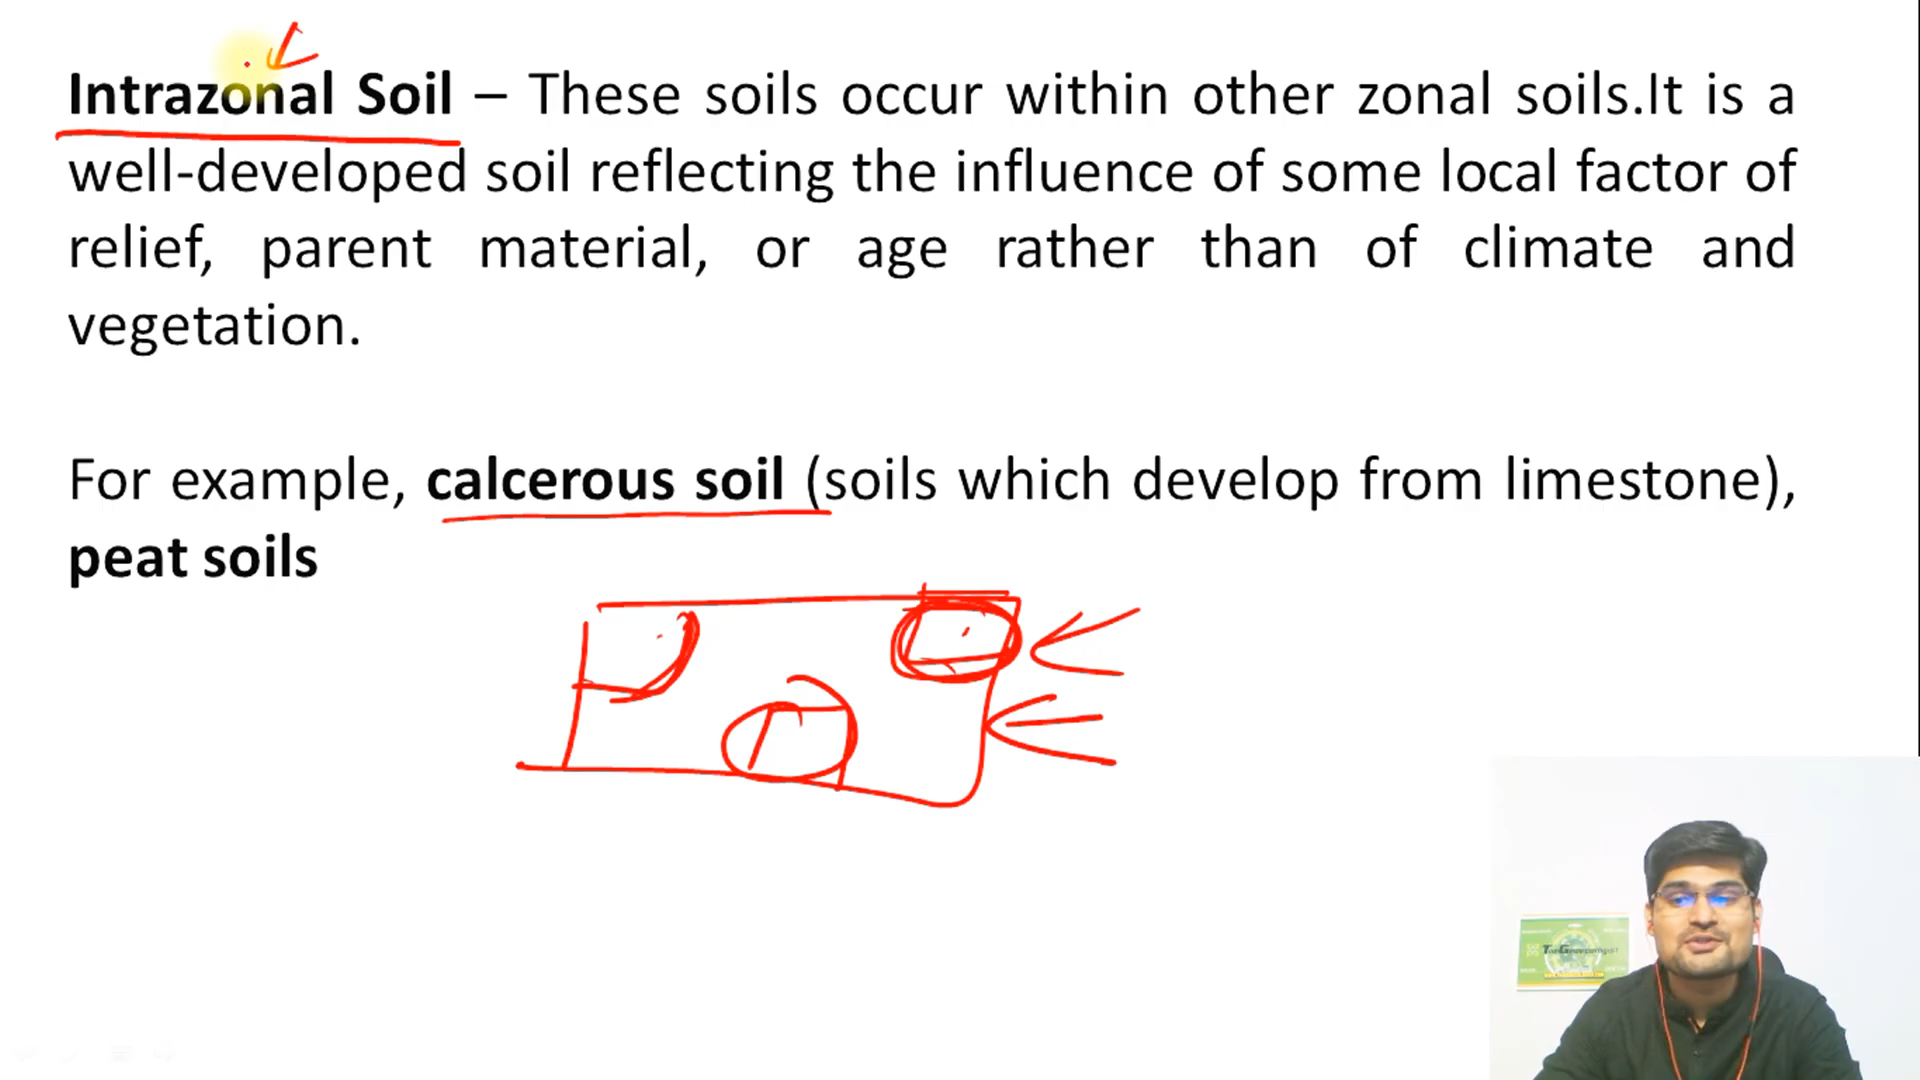 Intrazonal Soil – These soils occur within other zonal soils.It is a
well-developed soil reflecting the influence of some local factor of
relief, parent material, or age rather than of climate and
vegetation.
For example, calcerous soil (soils which develop from limestone),
peat soils